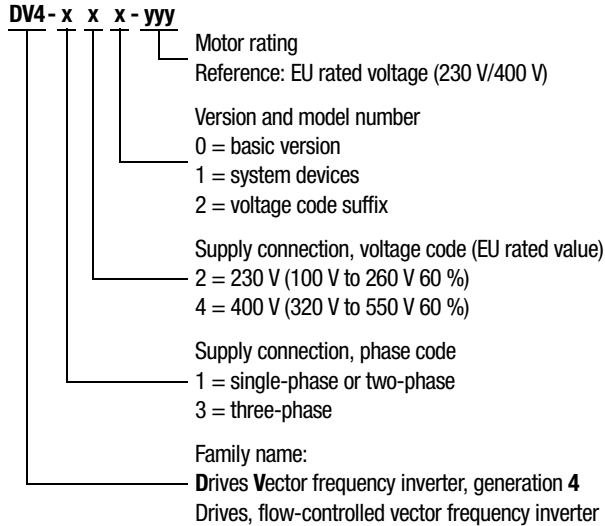 DV4 - x x x - yyy
Motor rating
Reference: EU rated voltage (230 V/400 V)
Version and model number
0 = basic version
1 = system devices
2 = voltage code suffix
Supply connection, voltage code (EU rated value)
2 = 230 V (100 V to 260 V 60 %)
4 = 400 V (320 V to 550 V 60 %)
Supply connection, phase code
1 = single-phase or two-phase
3 = three-phase
Family name:
Drives Vector frequency inverter, generation 4
Drives, flow-controlled vector frequency inverter